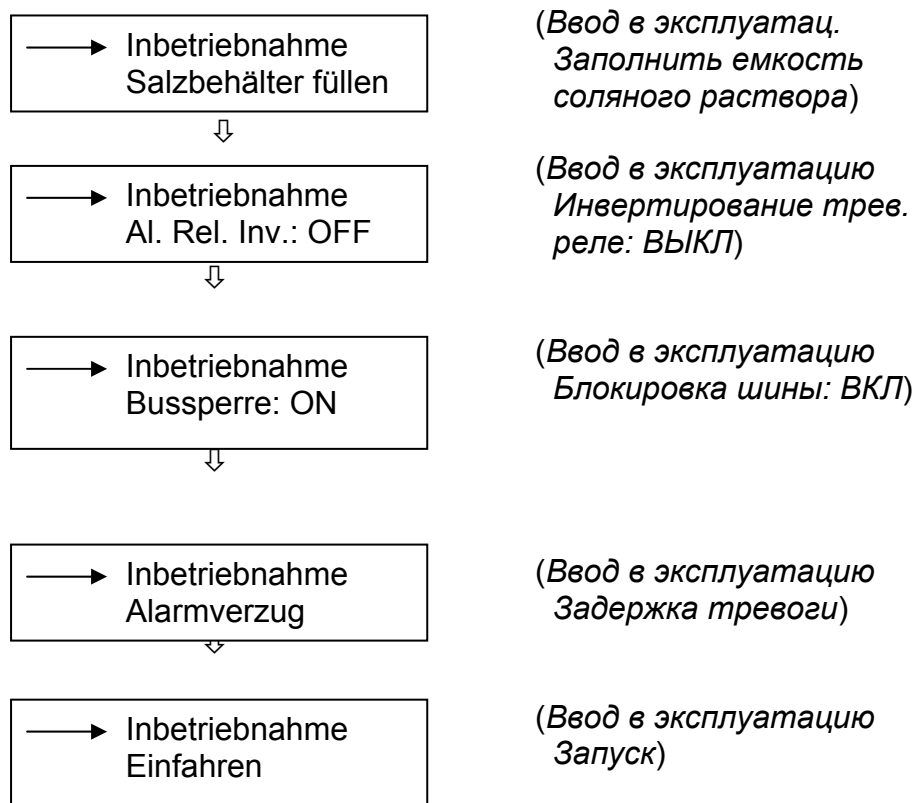 Inbetriebnahme
Salzbehälter füllen
(Ввод в эксплуатац.
Заполнить емкость
соляного раствора)
Inbetriebnahme
Al. Rel. Inv.: OFF
(Ввод в эксплуатацию
Инвертирование трев.
реле: ВЫКЛ)
Inbetriebnahme
Bussperre: ON
(Ввод в эксплуатацию
Блокировка шины: ВКЛ)
Inbetriebnahme
Alarmverzug
(Ввод в эксплуатацию
Задержка тревоги)
Inbetriebnahme
Einfahren
(Ввод в эксплуатацию
Запуск)